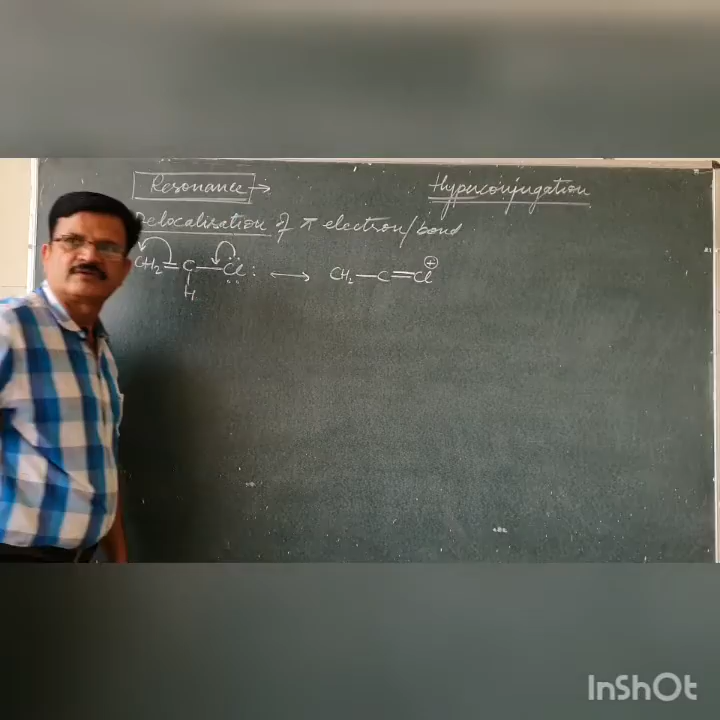 Resonance →
Hyperconjugation
Delocalisation of π electron/bond
CH₂=C—Cl: ⟷ CH₂—C=Cl⊕
H
InShOt